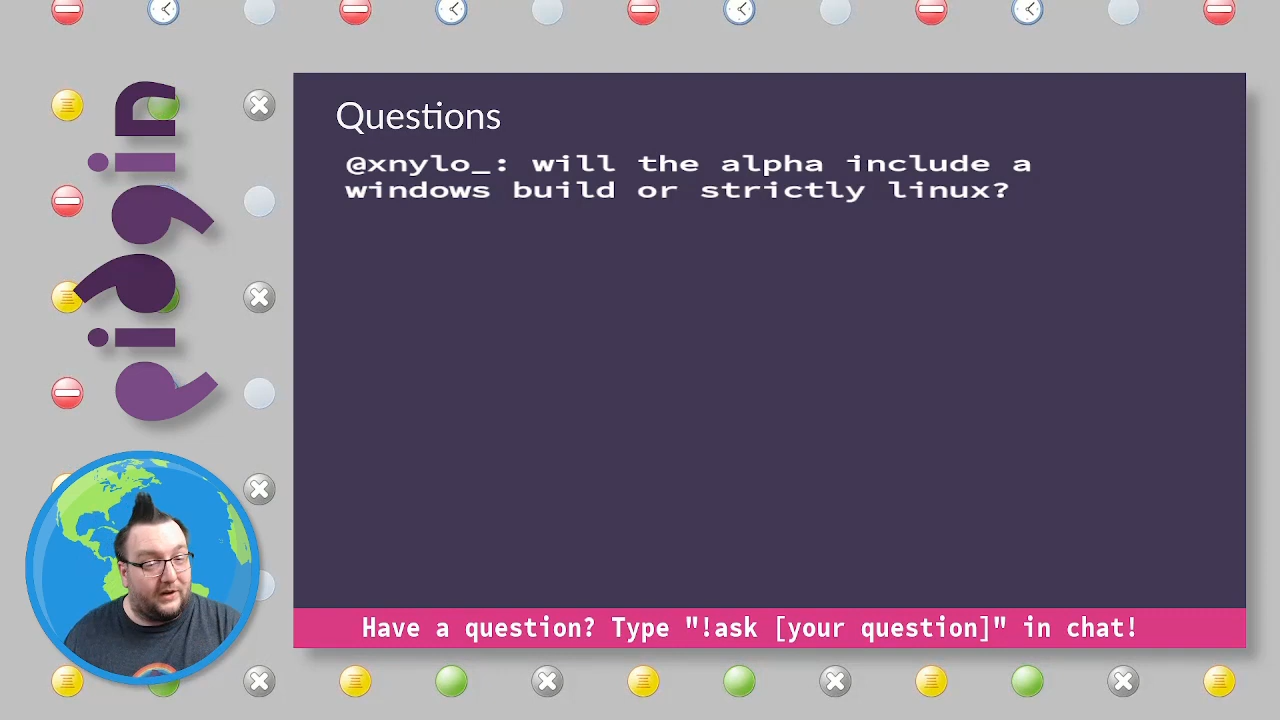 pidgin
Questions
@xnylo_: will the alpha include a
windows build or strictly linux?
Have a question? Type "!ask [your question]" in chat!